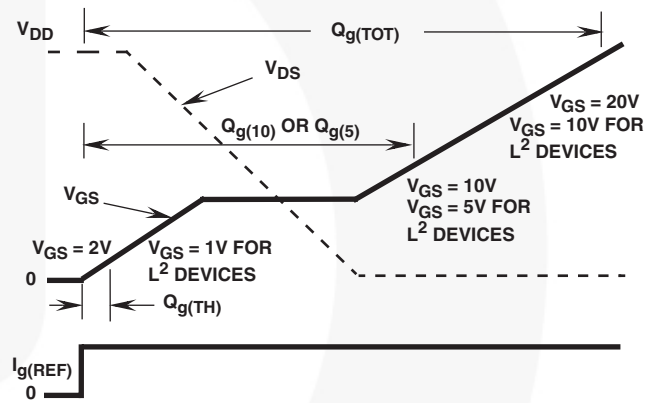 V_DD
Q_g(TOT)
V_DS
V_GS = 20V
V_GS = 10V FOR
L² DEVICES
Q_g(10) OR Q_g(5)
V_GS
V_GS = 10V
V_GS = 5V FOR
L² DEVICES
V_GS = 2V
V_GS = 1V FOR
L² DEVICES
0
Q_g(TH)
I_g(REF)
0